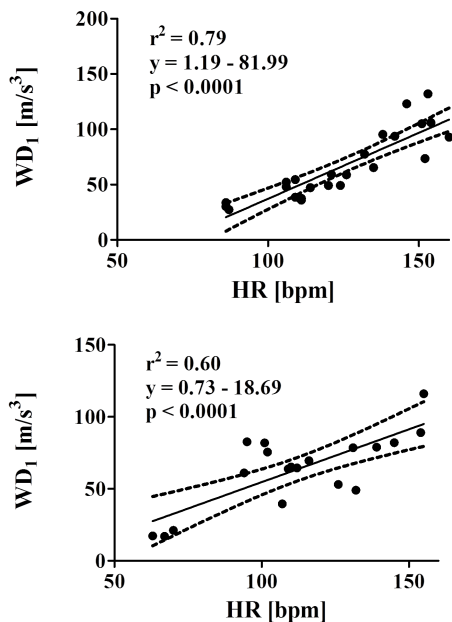 r² = 0.79
y = 1.19 - 81.99
p < 0.0001
WD₁ [m/s³]
200
150
100
50
0
50
100
150
HR [bpm]
r² = 0.60
y = 0.73 - 18.69
p < 0.0001
WD₁ [m/s³]
150
100
50
0
50
100
150
HR [bpm]